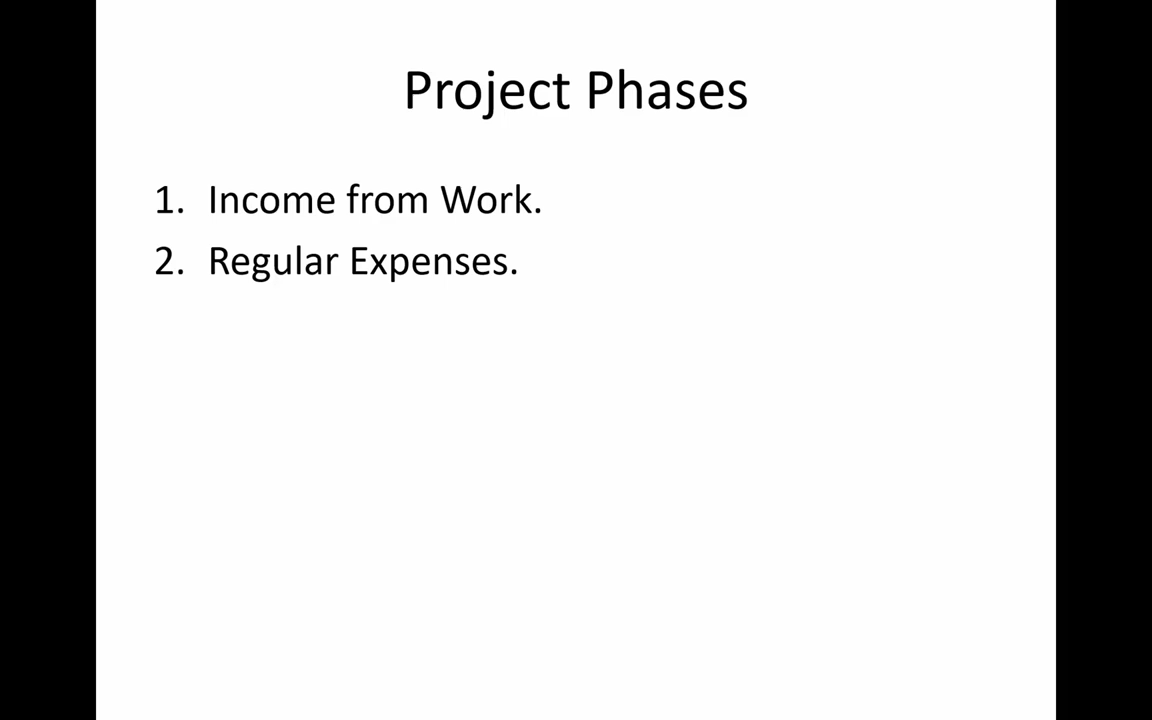 Project Phases
1. Income from Work.
2. Regular Expenses.